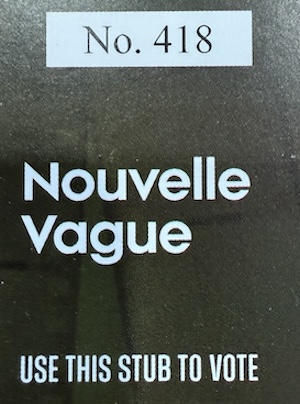 No. 418
Nouvelle
Vague
USE THIS STUB TO VOTE